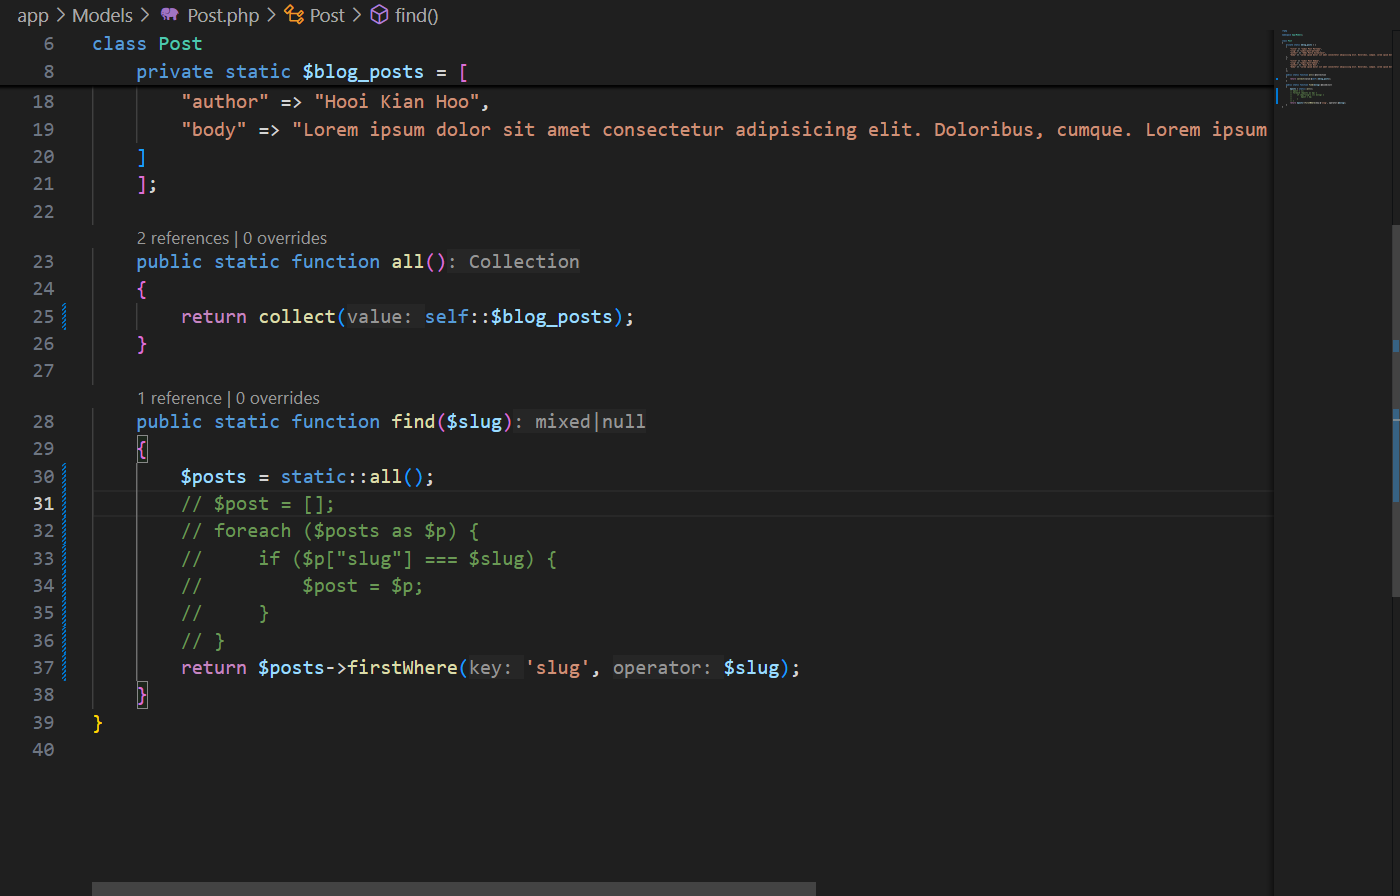 app > Models > Post.php > Post > find()
6 class Post
8 private static $blog_posts = [
18 "author" => "Hooi Kian Hoo",
19 "body" => "Lorem ipsum dolor sit amet consectetur adipisicing elit. Doloribus, cumque. Lorem ipsum
20 ]
21 ];
22
2 references | 0 overrides
23 public static function all(): Collection
24 {
25 return collect(value: self::$blog_posts);
26 }
27
1 reference | 0 overrides
28 public static function find($slug): mixed|null
29 {
30 $posts = static::all();
31 // $post = [];
32 // foreach ($posts as $p) {
33 //     if ($p["slug"] === $slug) {
34 //         $post = $p;
35 //     }
36 // }
37 return $posts->firstWhere(key: 'slug', operator: $slug);
38 }
39 }
40